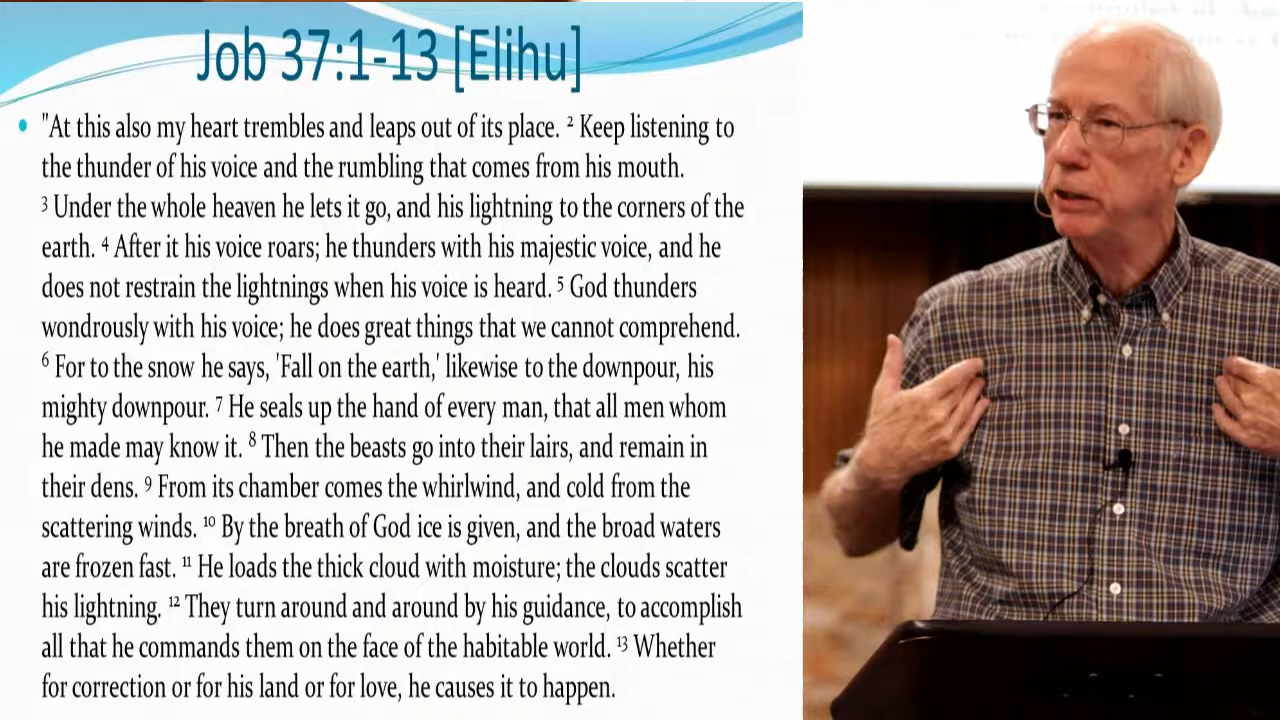 Job 37:1-13 [Elihu]
"At this also my heart trembles and leaps out of its place. ² Keep listening to
the thunder of his voice and the rumbling that comes from his mouth.
³ Under the whole heaven he lets it go, and his lightning to the corners of the
earth. ⁴ After it his voice roars; he thunders with his majestic voice, and he
does not restrain the lightnings when his voice is heard. ⁵ God thunders
wondrously with his voice; he does great things that we cannot comprehend.
⁶ For to the snow he says, 'Fall on the earth,' likewise to the downpour, his
mighty downpour. ⁷ He seals up the hand of every man, that all men whom
he made may know it. ⁸ Then the beasts go into their lairs, and remain in
their dens. ⁹ From its chamber comes the whirlwind, and cold from the
scattering winds. ¹⁰ By the breath of God ice is given, and the broad waters
are frozen fast. ¹¹ He loads the thick cloud with moisture; the clouds scatter
his lightning. ¹² They turn around and around by his guidance, to accomplish
all that he commands them on the face of the habitable world. ¹³ Whether
for correction or for his land or for love, he causes it to happen.